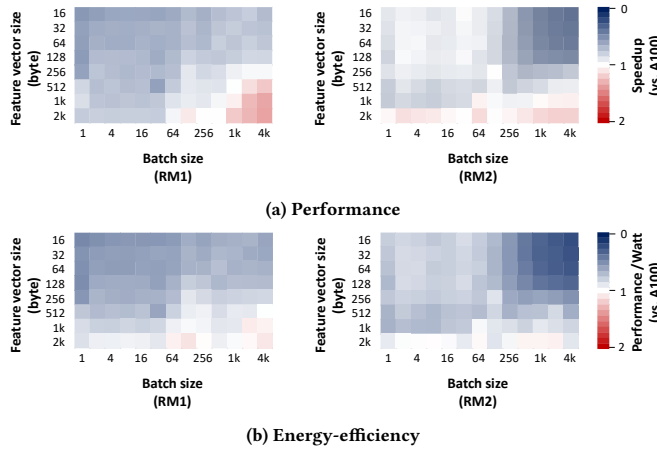 Feature vector size
(byte)
16
32
64
128
256
512
1k
2k
1 4 16 64 256 1k 4k
Batch size
(RM1)
Feature vector size
(byte)
16
32
64
128
256
512
1k
2k
1 4 16 64 256 1k 4k
Batch size
(RM2)
0
1
2
Speedup
(vs. A100)
(a) Performance
Feature vector size
(byte)
16
32
64
128
256
512
1k
2k
1 4 16 64 256 1k 4k
Batch size
(RM1)
Feature vector size
(byte)
16
32
64
128
256
512
1k
2k
1 4 16 64 256 1k 4k
Batch size
(RM2)
0
1
2
Performance /Watt
(vs. A100)
(b) Energy-efficiency